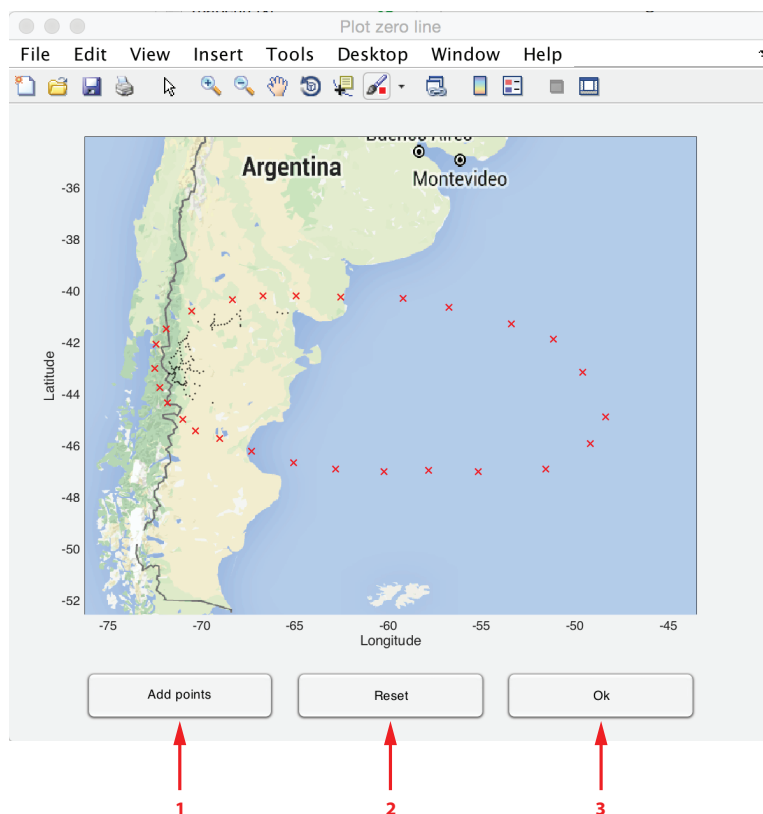 Plot zero line
File Edit View Insert Tools Desktop Window Help
Buenos Aires
Argentina
Montevideo
-36
-38
-40
-42
-44
-46
-48
-50
-52
Latitude
-75 -70 -65 -60 -55 -50 -45
Longitude
Add points Reset Ok
1 2 3